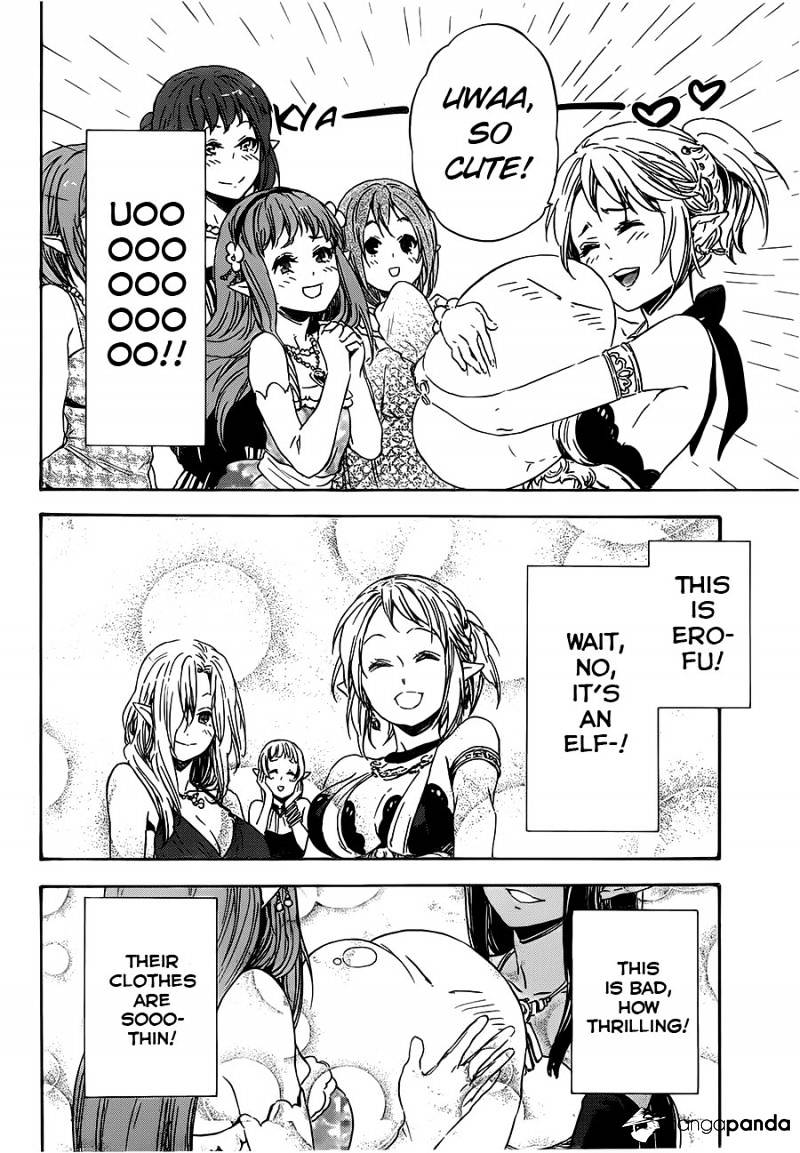 UWAA,
SO
CUTE!
KYA
UOO
OOO
OOO
OOO
OO!!
THIS
IS
ERO-
FU!
WAIT,
NO,
IT'S
AN
ELF-!
THIS
IS BAD,
HOW
THRILLING!
THEIR
CLOTHES
ARE
SOOO-
THIN!
mangapanda